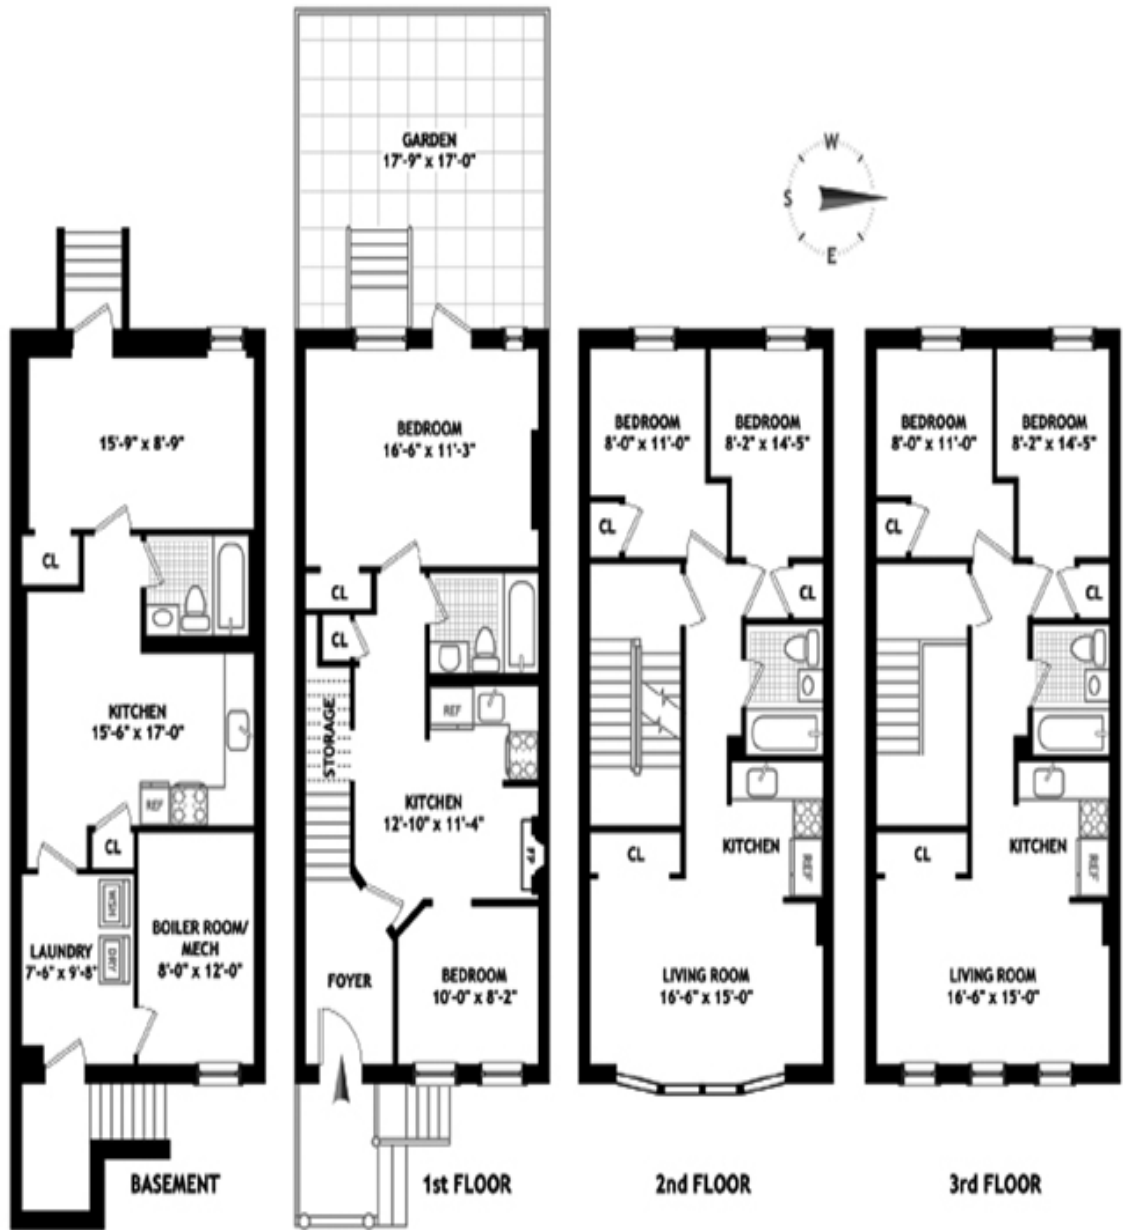 GARDEN
17'-9" x 17'-0"
W
S
E
15'-9" x 8'-9"
CL
KITCHEN
15'-6" x 17'-0"
REF
CL
LAUNDRY
7'-6" x 9'-8"
WSH
DRY
BOILER ROOM/
MECH
8'-0" x 12'-0"
BASEMENT
BEDROOM
16'-6" x 11'-3"
CL
CL
STORAGE
REF
KITCHEN
12'-10" x 11'-4"
FP
FOYER
BEDROOM
10'-0" x 8'-2"
1st FLOOR
BEDROOM
8'-0" x 11'-0"
BEDROOM
8'-2" x 14'-5"
CL
CL
KITCHEN
REF
CL
LIVING ROOM
16'-6" x 15'-0"
2nd FLOOR
BEDROOM
8'-0" x 11'-0"
BEDROOM
8'-2" x 14'-5"
CL
CL
KITCHEN
REF
CL
LIVING ROOM
16'-6" x 15'-0"
3rd FLOOR